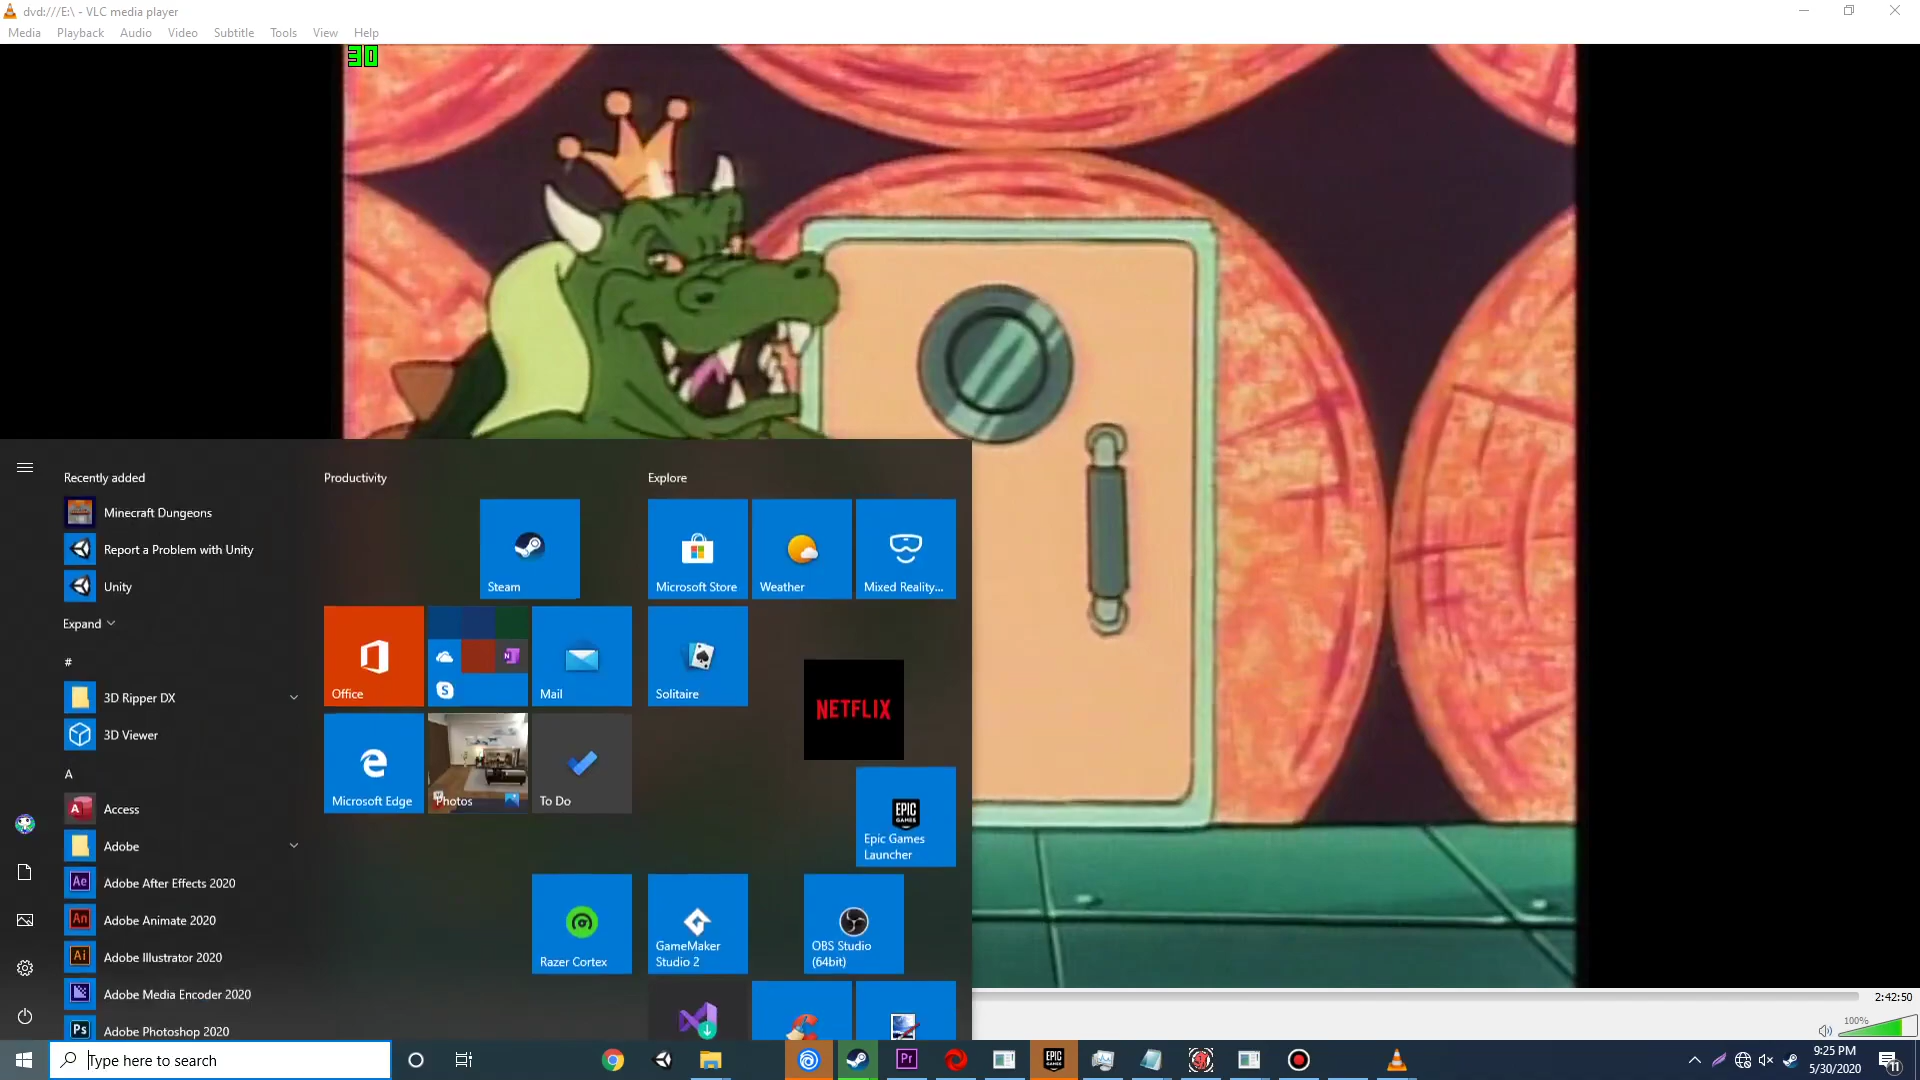 dvd:///E:\ - VLC media player
Media Playback Audio Video Subtitle Tools View Help
30
Recently added
Minecraft Dungeons
Report a Problem with Unity
Unity
Expand
#
3D Ripper DX
3D Viewer
A
Access
Adobe
Adobe After Effects 2020
Adobe Animate 2020
Adobe Illustrator 2020
Adobe Media Encoder 2020
Adobe Photoshop 2020
Productivity
Steam
Office
Mail
Microsoft Edge
Photos
To Do
Razer Cortex
Explore
Microsoft Store
Weather
Mixed Reality...
Solitaire
NETFLIX
EPIC GAMES
Epic Games Launcher
GameMaker Studio 2
OBS Studio (64bit)
2:42:50
100%
Type here to search
9:25 PM
5/30/2020
11